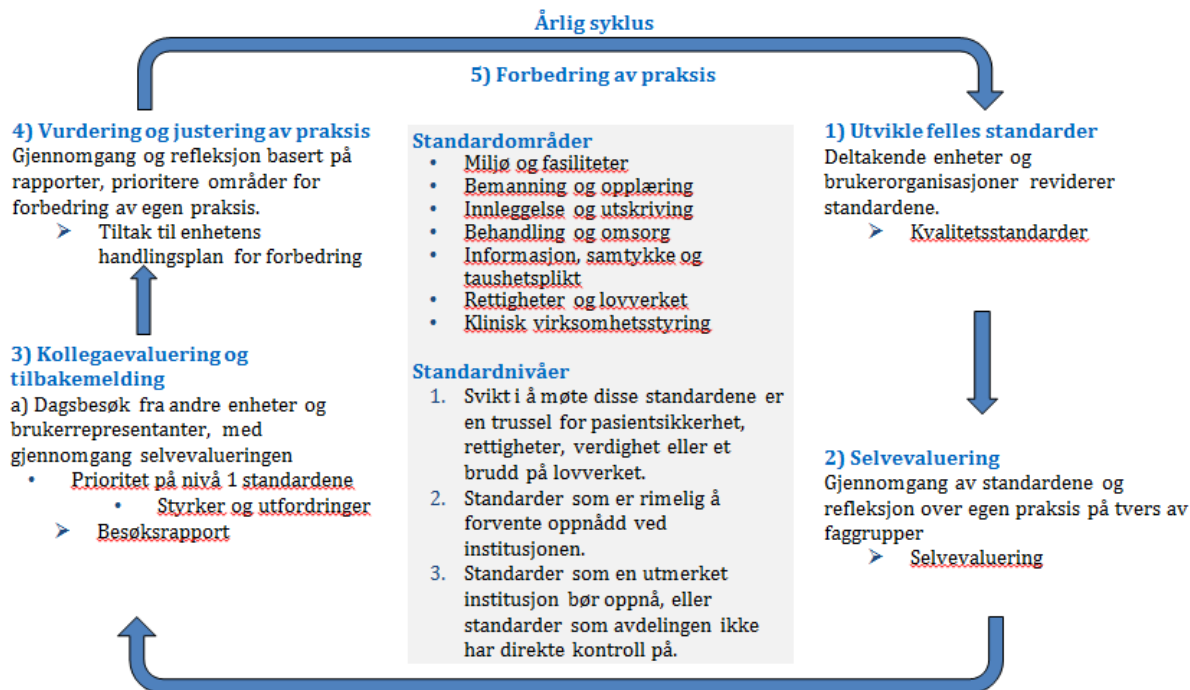 Årlig syklus
5) Forbedring av praksis
4) Vurdering og justering av praksis
Gjennomgang og refleksjon basert på
rapporter, prioritere områder for
forbedring av egen praksis.
➢ Tiltak til enhetens
handlingsplan for forbedring
3) Kollegaevaluering og
tilbakemelding
a) Dagsbesøk fra andre enheter og
brukerrepresentanter, med
gjennomgang selvevalueringen
• Prioritet på nivå 1 standardene
• Styrker og utfordringer
➢ Besøksrapport
Standardområder
• Miljø og fasiliteter
• Bemanning og opplæring
• Innleggelse og utskriving
• Behandling og omsorg
• Informasjon, samtykke og
taushetsplikt
• Rettigheter og lovverket
• Klinisk virksomhetsstyring
Standardnivåer
1. Svikt i å møte disse standardene er
en trussel for pasientsikkerhet,
rettigheter, verdighet eller et
brudd på lovverket.
2. Standarder som er rimelig å
forvente oppnådd ved
institusjonen.
3. Standarder som en utmerket
institusjon bør oppnå, eller
standarder som avdelingen ikke
har direkte kontroll på.
1) Utvikle felles standarder
Deltakende enheter og
brukerorganisasjoner reviderer
standardene.
➢ Kvalitetsstandarder
2) Selvevaluering
Gjennomgang av standardene og
refleksjon over egen praksis på tvers av
faggrupper
➢ Selvevaluering